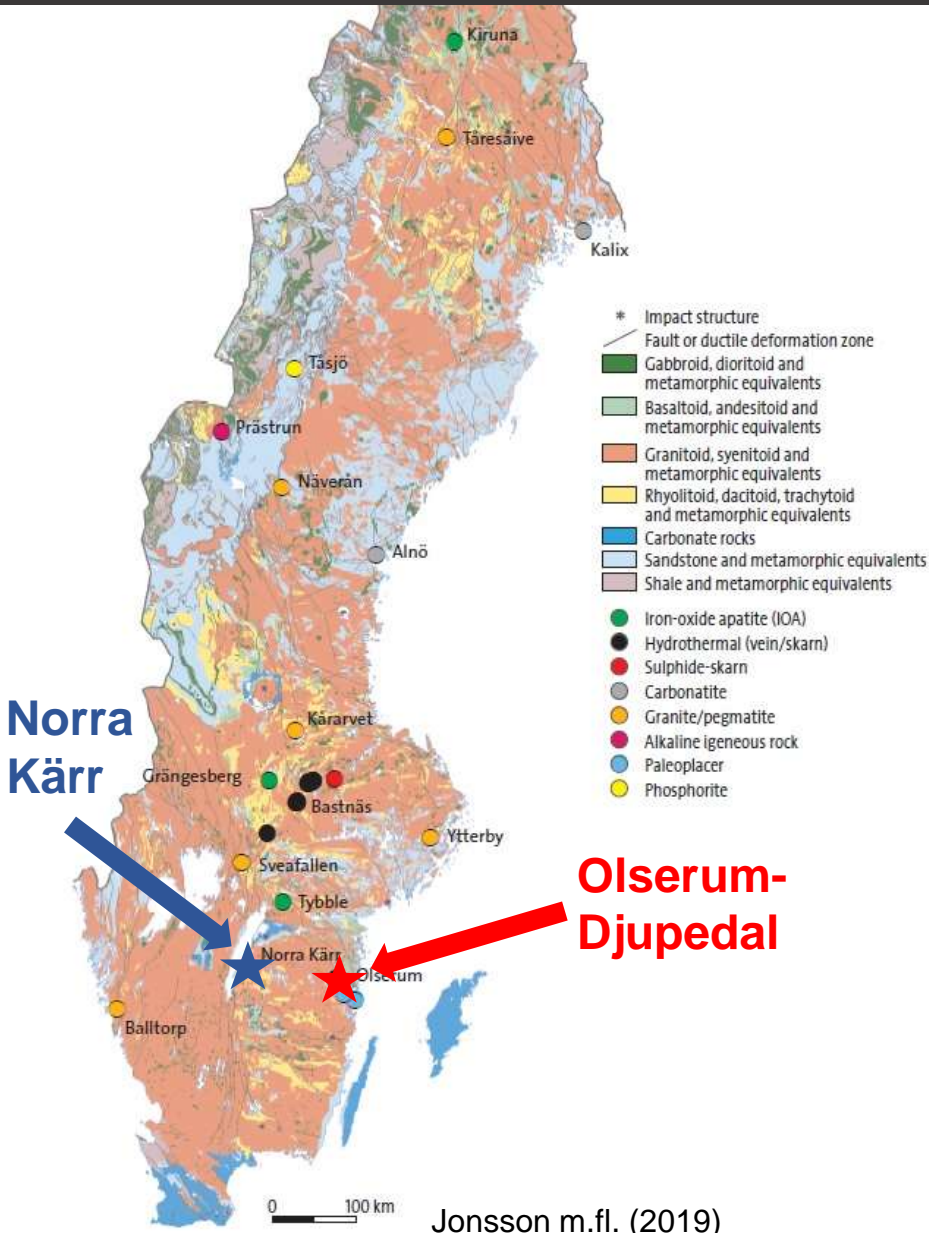 Kiruna
Tåresåive
Kalix
* Impact structure
Fault or ductile deformation zone
Gabbroid, dioritoid and
metamorphic equivalents
Basaltoid, andesitoid and
metamorphic equivalents
Granitoid, syenitoid and
metamorphic equivalents
Rhyolitoid, dacitoid, trachytoid
and metamorphic equivalents
Carbonate rocks
Sandstone and metamorphic equivalents
Shale and metamorphic equivalents
Iron-oxide apatite (IOA)
Hydrothermal (vein/skarn)
Sulphide-skarn
Carbonatite
Granite/pegmatite
Alkaline igneous rock
Paleoplacer
Phosphorite
Tåsjö
Prästrun
Näverån
Alnö
Norra
Kärr
Kårarvet
Grängesberg
Bastnäs
Ytterby
Sveafallen
Tybble
Olserum-
Djupedal
Norra Kärr
Olserum
Balltorp
0 100 km
Jonsson m.fl. (2019)